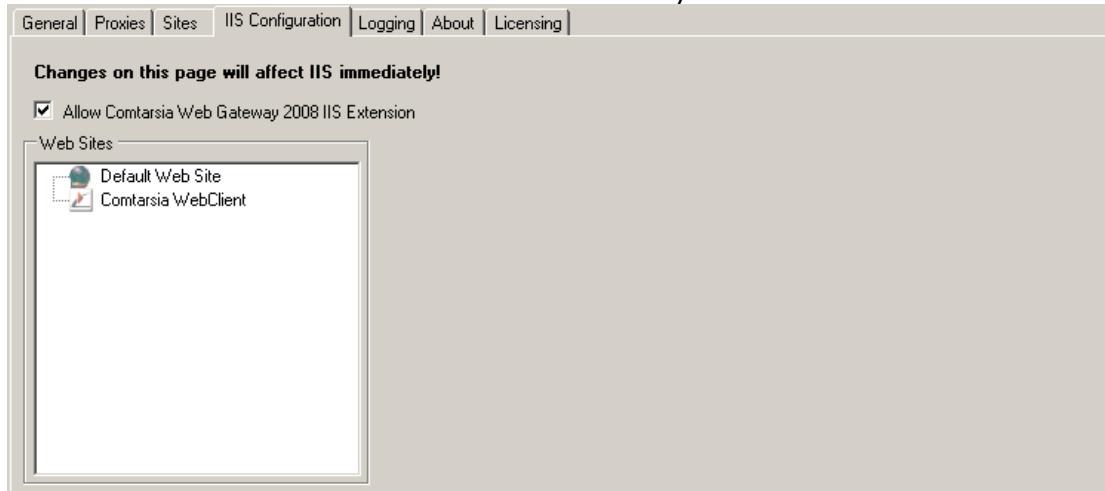 General Proxies Sites IIS Configuration Logging About Licensing
Changes on this page will affect IIS immediately!
Allow Comtarsia Web Gateway 2008 IIS Extension
Web Sites
Default Web Site
Comtarsia WebClient